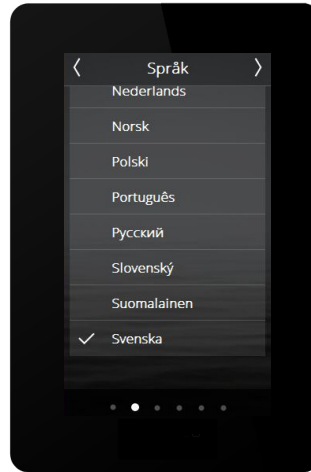 Språk
Nederlands
Norsk
Polski
Português
Русский
Slovenský
Suomalainen
Svenska